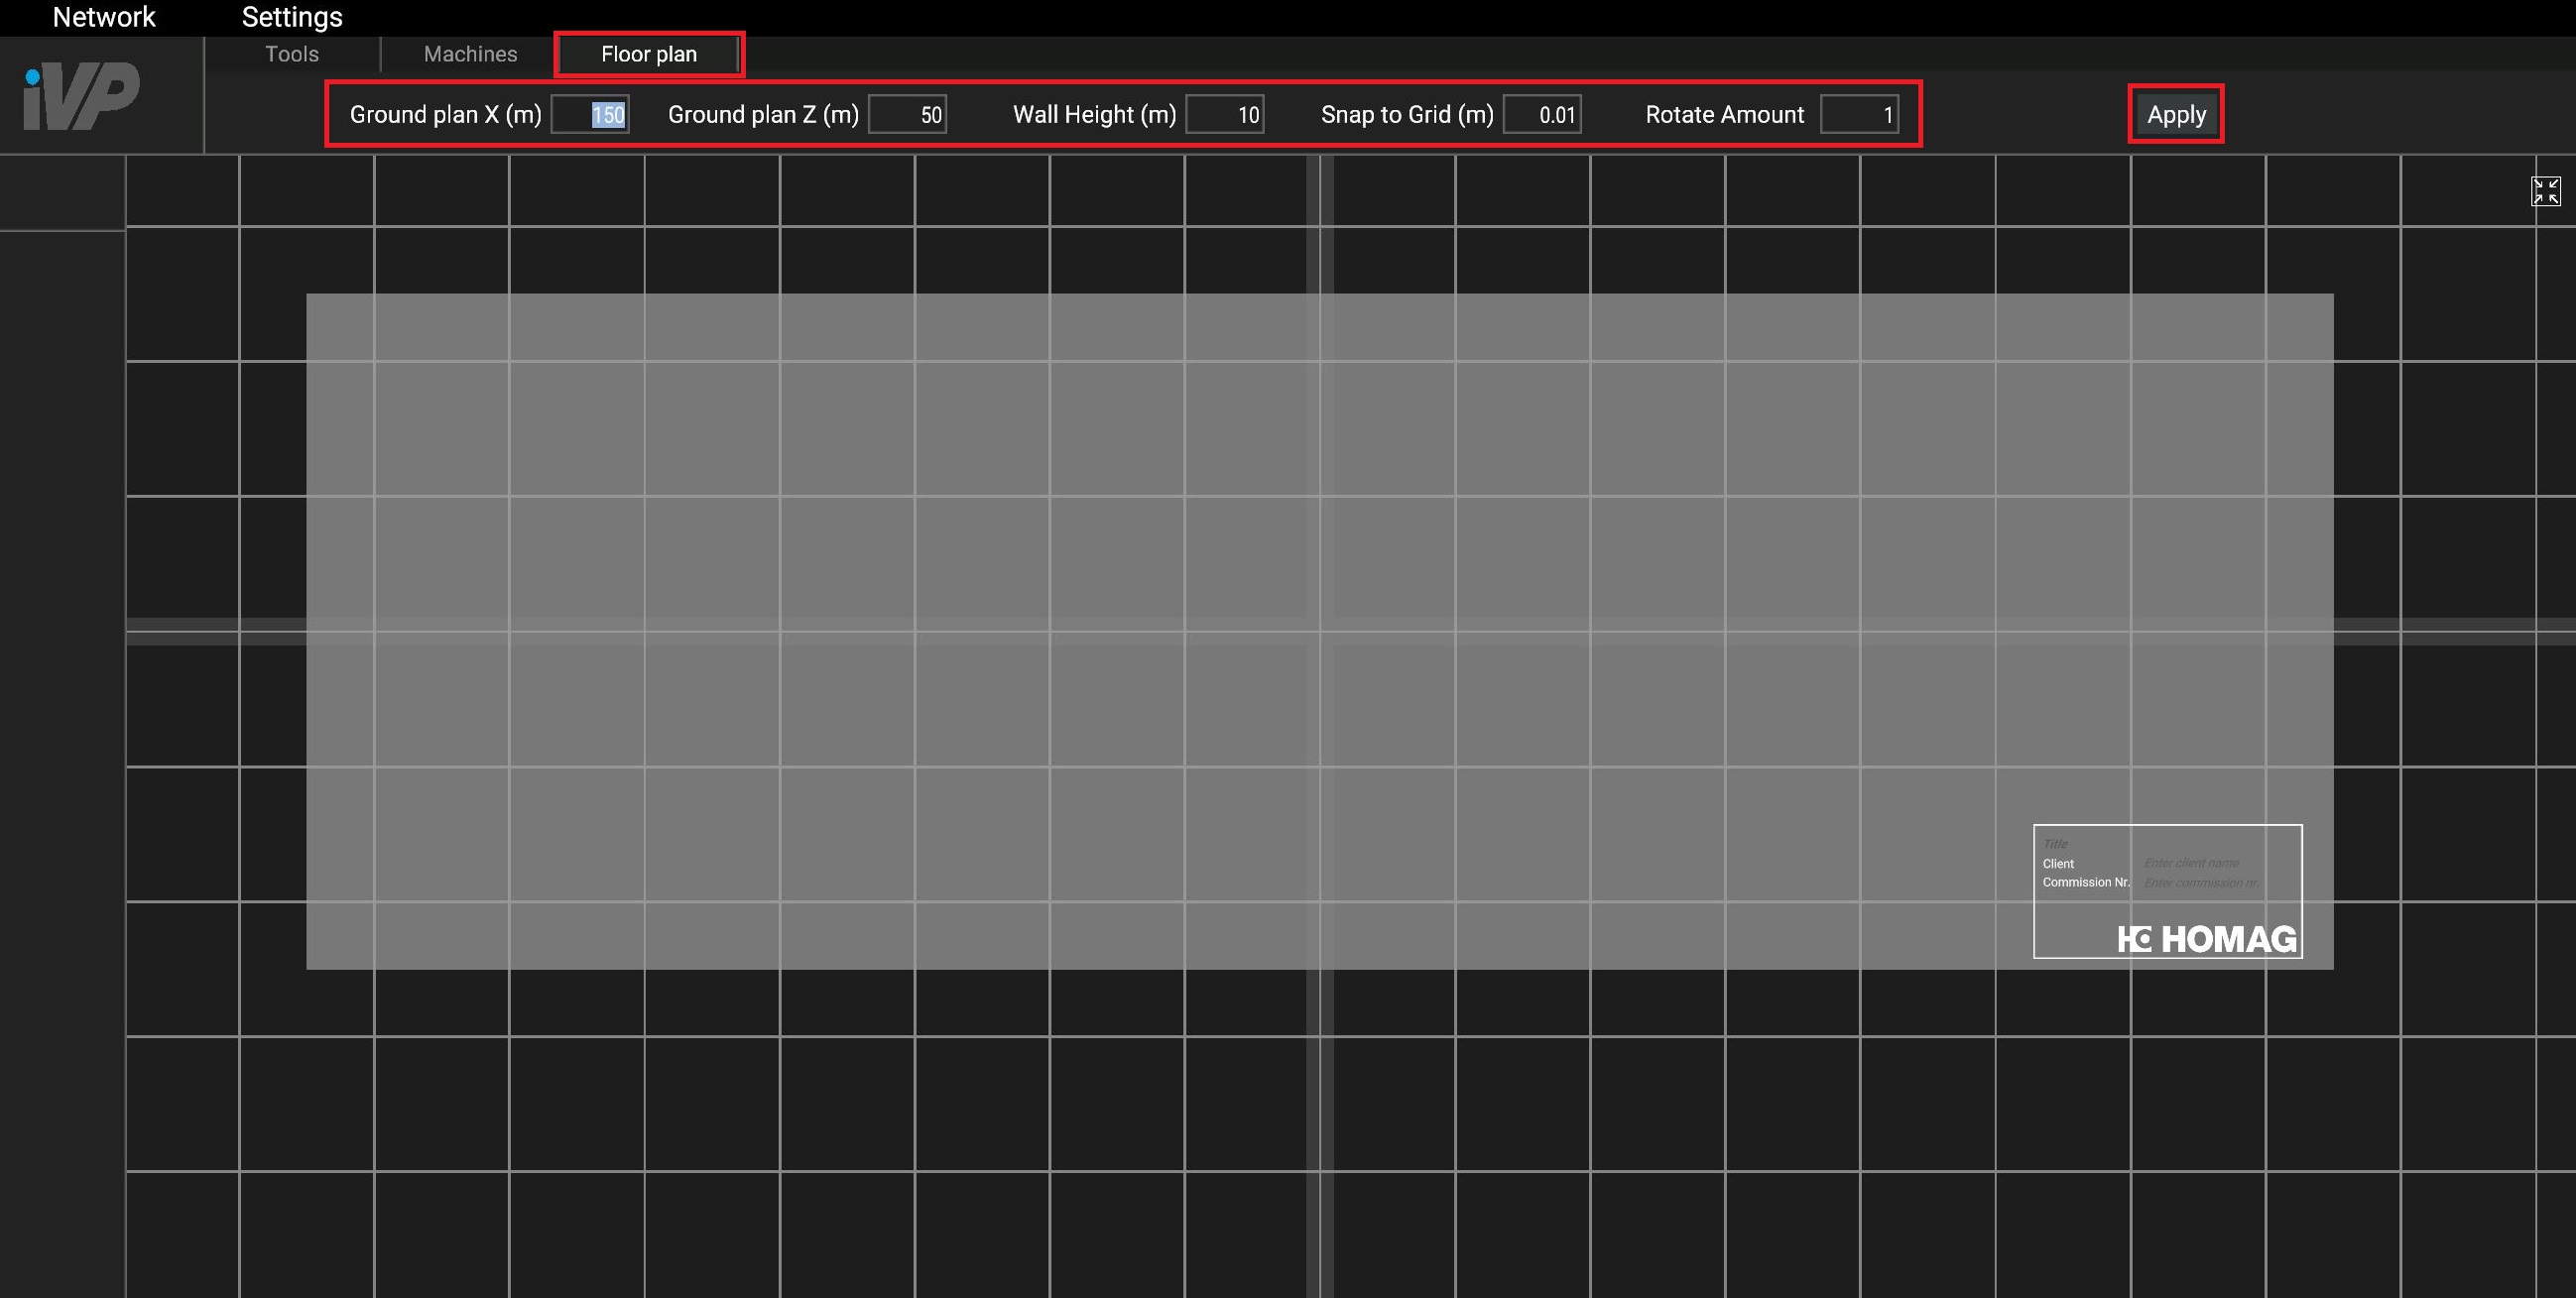 Network Settings
iVP
Tools Machines Floor plan
Ground plan X (m) 150 Ground plan Z (m) 50 Wall Height (m) 10 Snap to Grid (m) 0.01 Rotate Amount 1 Apply
Title
Client Enter client name
Commission Nr. Enter commission nr.
HOMAG